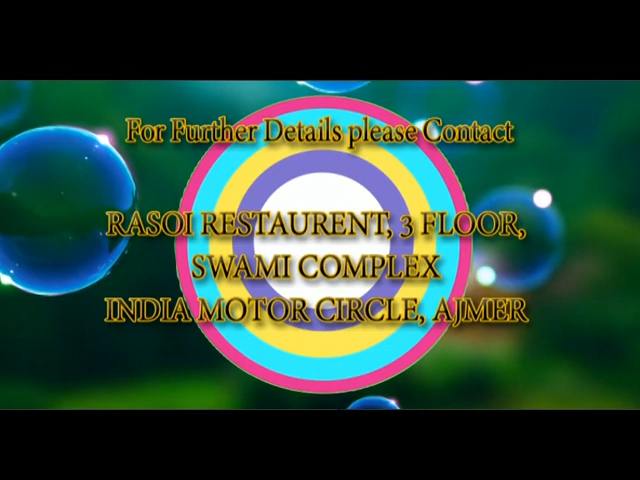 For Further Details please Contact
RASOI RESTAURENT, 3 FLOOR,
SWAMI COMPLEX
INDIA MOTOR CIRCLE, AJMER